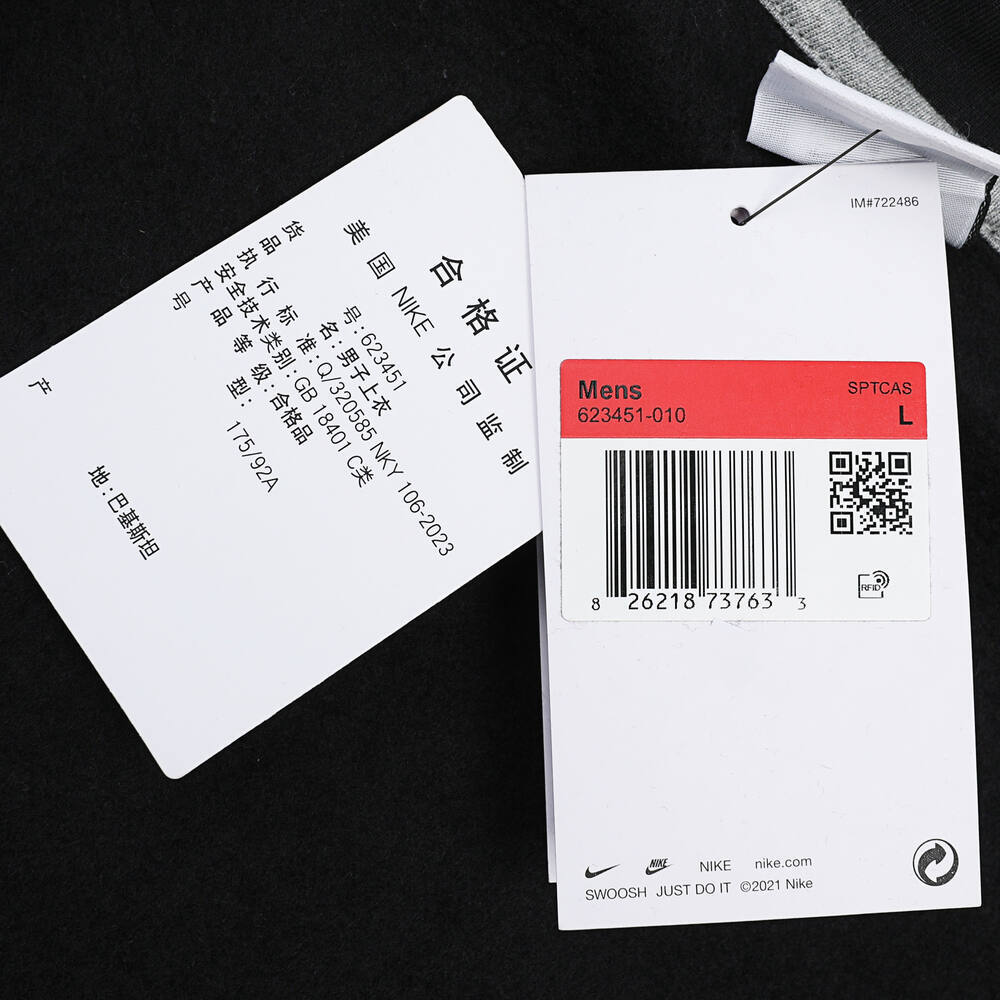 合格证
美国 NIKE 公司监制
货号:623451
品名:男子上衣
执行标准:Q/320585 NKY 106-2023
安全技术类别:GB 18401 C类
产品等级:合格品
号型:175/92A
产地:巴基斯坦
IM#722486
Mens SPTCAS
623451-010 L
8 26218 73763 3
RFID
NIKE NIKE nike.com
SWOOSH JUST DO IT ©2021 Nike